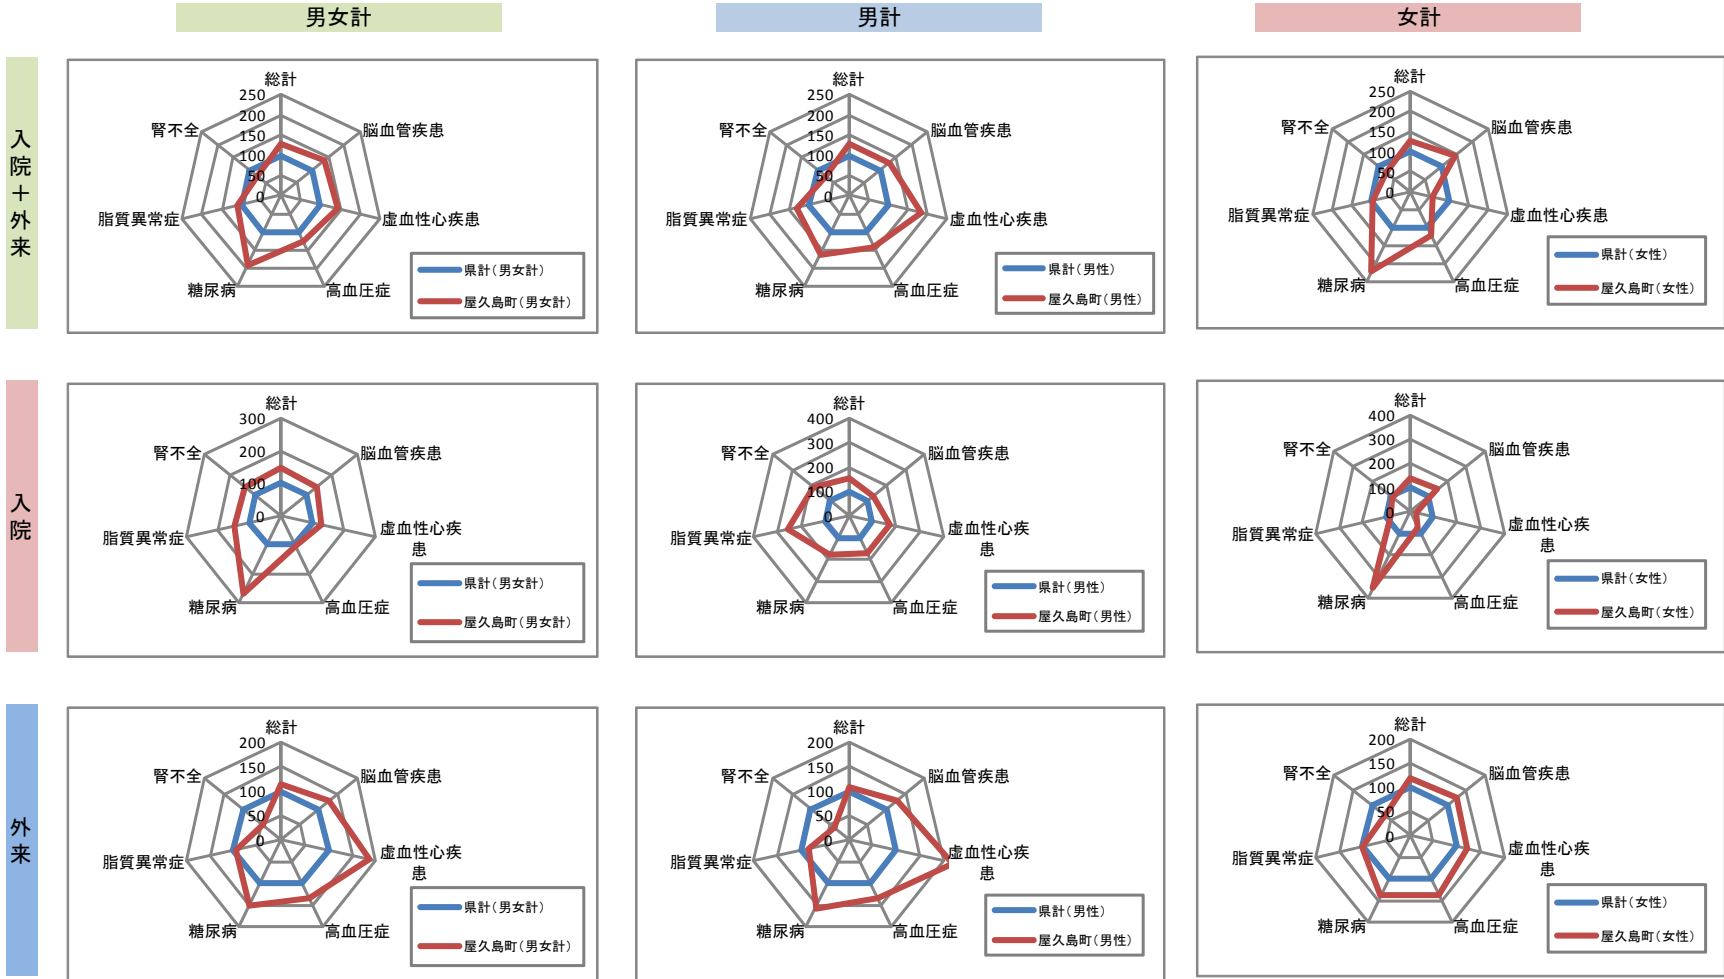 男女計
男計
女計
入院＋外来
総計
250
200
150
100
50
0
脳血管疾患
虚血性心疾患
高血圧症
糖尿病
脂質異常症
腎不全
県計（男女計）
屋久島町（男女計）
総計
250
200
150
100
50
0
脳血管疾患
虚血性心疾患
高血圧症
糖尿病
脂質異常症
腎不全
県計（男性）
屋久島町（男性）
総計
250
200
150
100
50
0
脳血管疾患
虚血性心疾患
高血圧症
糖尿病
脂質異常症
腎不全
県計（女性）
屋久島町（女性）
入院
総計
300
200
100
0
脳血管疾患
虚血性心疾
患
高血圧症
糖尿病
脂質異常症
腎不全
県計（男女計）
屋久島町（男女計）
総計
400
300
200
100
0
脳血管疾患
虚血性心疾患
高血圧症
糖尿病
脂質異常症
腎不全
県計（男性）
屋久島町（男性）
総計
400
300
200
100
0
脳血管疾患
虚血性心疾
患
高血圧症
糖尿病
脂質異常症
腎不全
県計（女性）
屋久島町（女性）
外来
総計
200
150
100
50
0
脳血管疾患
虚血性心疾
患
高血圧症
糖尿病
脂質異常症
腎不全
県計（男女計）
屋久島町（男女計）
総計
200
150
100
50
0
脳血管疾患
虚血性心疾
患
高血圧症
糖尿病
脂質異常症
腎不全
県計（男性）
屋久島町（男性）
総計
200
150
100
50
0
脳血管疾患
虚血性心疾
患
高血圧症
糖尿病
脂質異常症
腎不全
県計（女性）
屋久島町（女性）